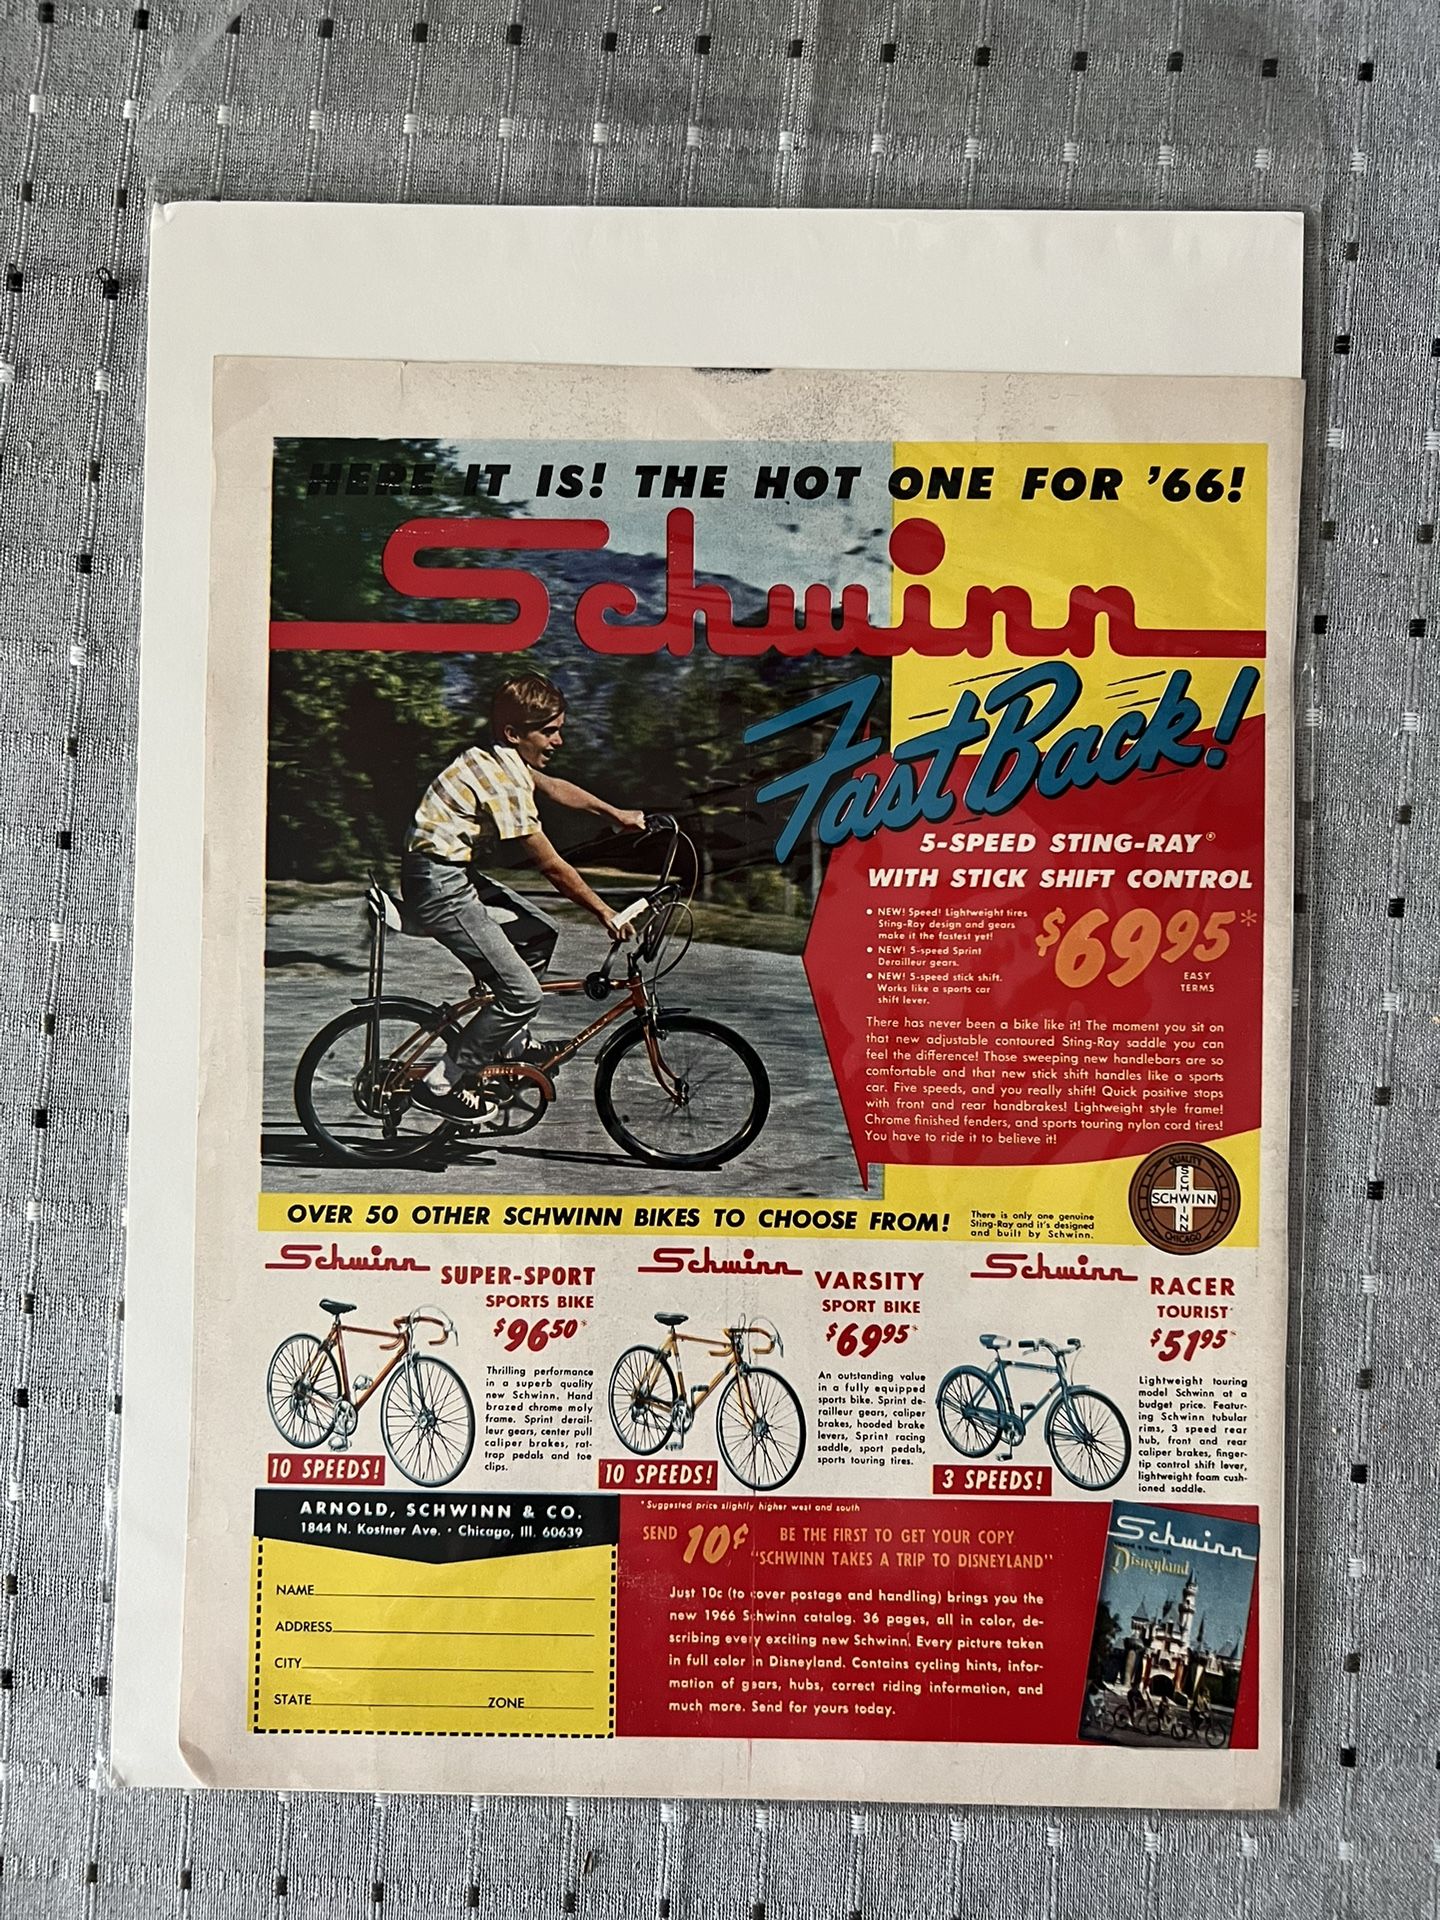 HERE IT IS! THE HOT ONE FOR '66!
Schwinn
FastBack!
5-SPEED STING-RAY®
WITH STICK SHIFT CONTROL
• NEW! Speed! Lightweight tires
Sting-Ray design and gears
make it the fastest yet!
• NEW! 5-speed Sprint
Derailleur gears.
• NEW! 5-speed stick shift.
Works like a sports car
shift lever.
$69.95*
EASY
TERMS
There has never been a bike like it! The moment you sit on
that new adjustable contoured Sting-Ray saddle you can
feel the difference! Those sweeping new handlebars are so
comfortable and that new stick shift handles like a sports
car. Five speeds, and you really shift! Quick positive stops
with front and rear handbrakes! Lightweight style frame!
Chrome finished fenders, and sports touring nylon cord tires!
You have to ride it to believe it!
QUALITY
SCHWINN
SCHWINN
CHICAGO
OVER 50 OTHER SCHWINN BIKES TO CHOOSE FROM!
There is only one genuine
Sting-Ray and it's designed
and built by Schwinn.
Schwinn SUPER-SPORT
SPORTS BIKE
$96.50*
Thrilling performance
in a superb quality
new Schwinn. Hand
brazed chrome moly
frame. Sprint derail-
leur gears, center pull
caliper brakes, rat-
trap pedals and toe
clips.
10 SPEEDS!
Schwinn VARSITY
SPORT BIKE
$69.95*
An outstanding value
in a fully equipped
sports bike. Sprint de-
railleur gears, caliper
brakes, hooded brake
levers, Sprint racing
saddle, sport pedals,
sports touring tires.
10 SPEEDS!
Schwinn RACER
TOURIST
$51.95*
Lightweight touring
model Schwinn at a
budget price. Featur-
ing Schwinn tubular
rims, 3 speed rear
hub, front and rear
caliper brakes, finger-
tip control shift lever,
lightweight foam cush-
ioned saddle.
3 SPEEDS!
ARNOLD, SCHWINN & CO.
1844 N. Kostner Ave. • Chicago, Ill. 60639
NAME
ADDRESS
CITY
STATE ZONE
*Suggested price slightly higher west and south
SEND 10¢ BE THE FIRST TO GET YOUR COPY
"SCHWINN TAKES A TRIP TO DISNEYLAND"
Just 10c (to cover postage and handling) brings you the
new 1966 Schwinn catalog. 36 pages, all in color, de-
scribing every exciting new Schwinn. Every picture taken
in full color in Disneyland. Contains cycling hints, infor-
mation of gears, hubs, correct riding information, and
much more. Send for yours today.
Schwinn
TAKES A TRIP TO
Disneyland